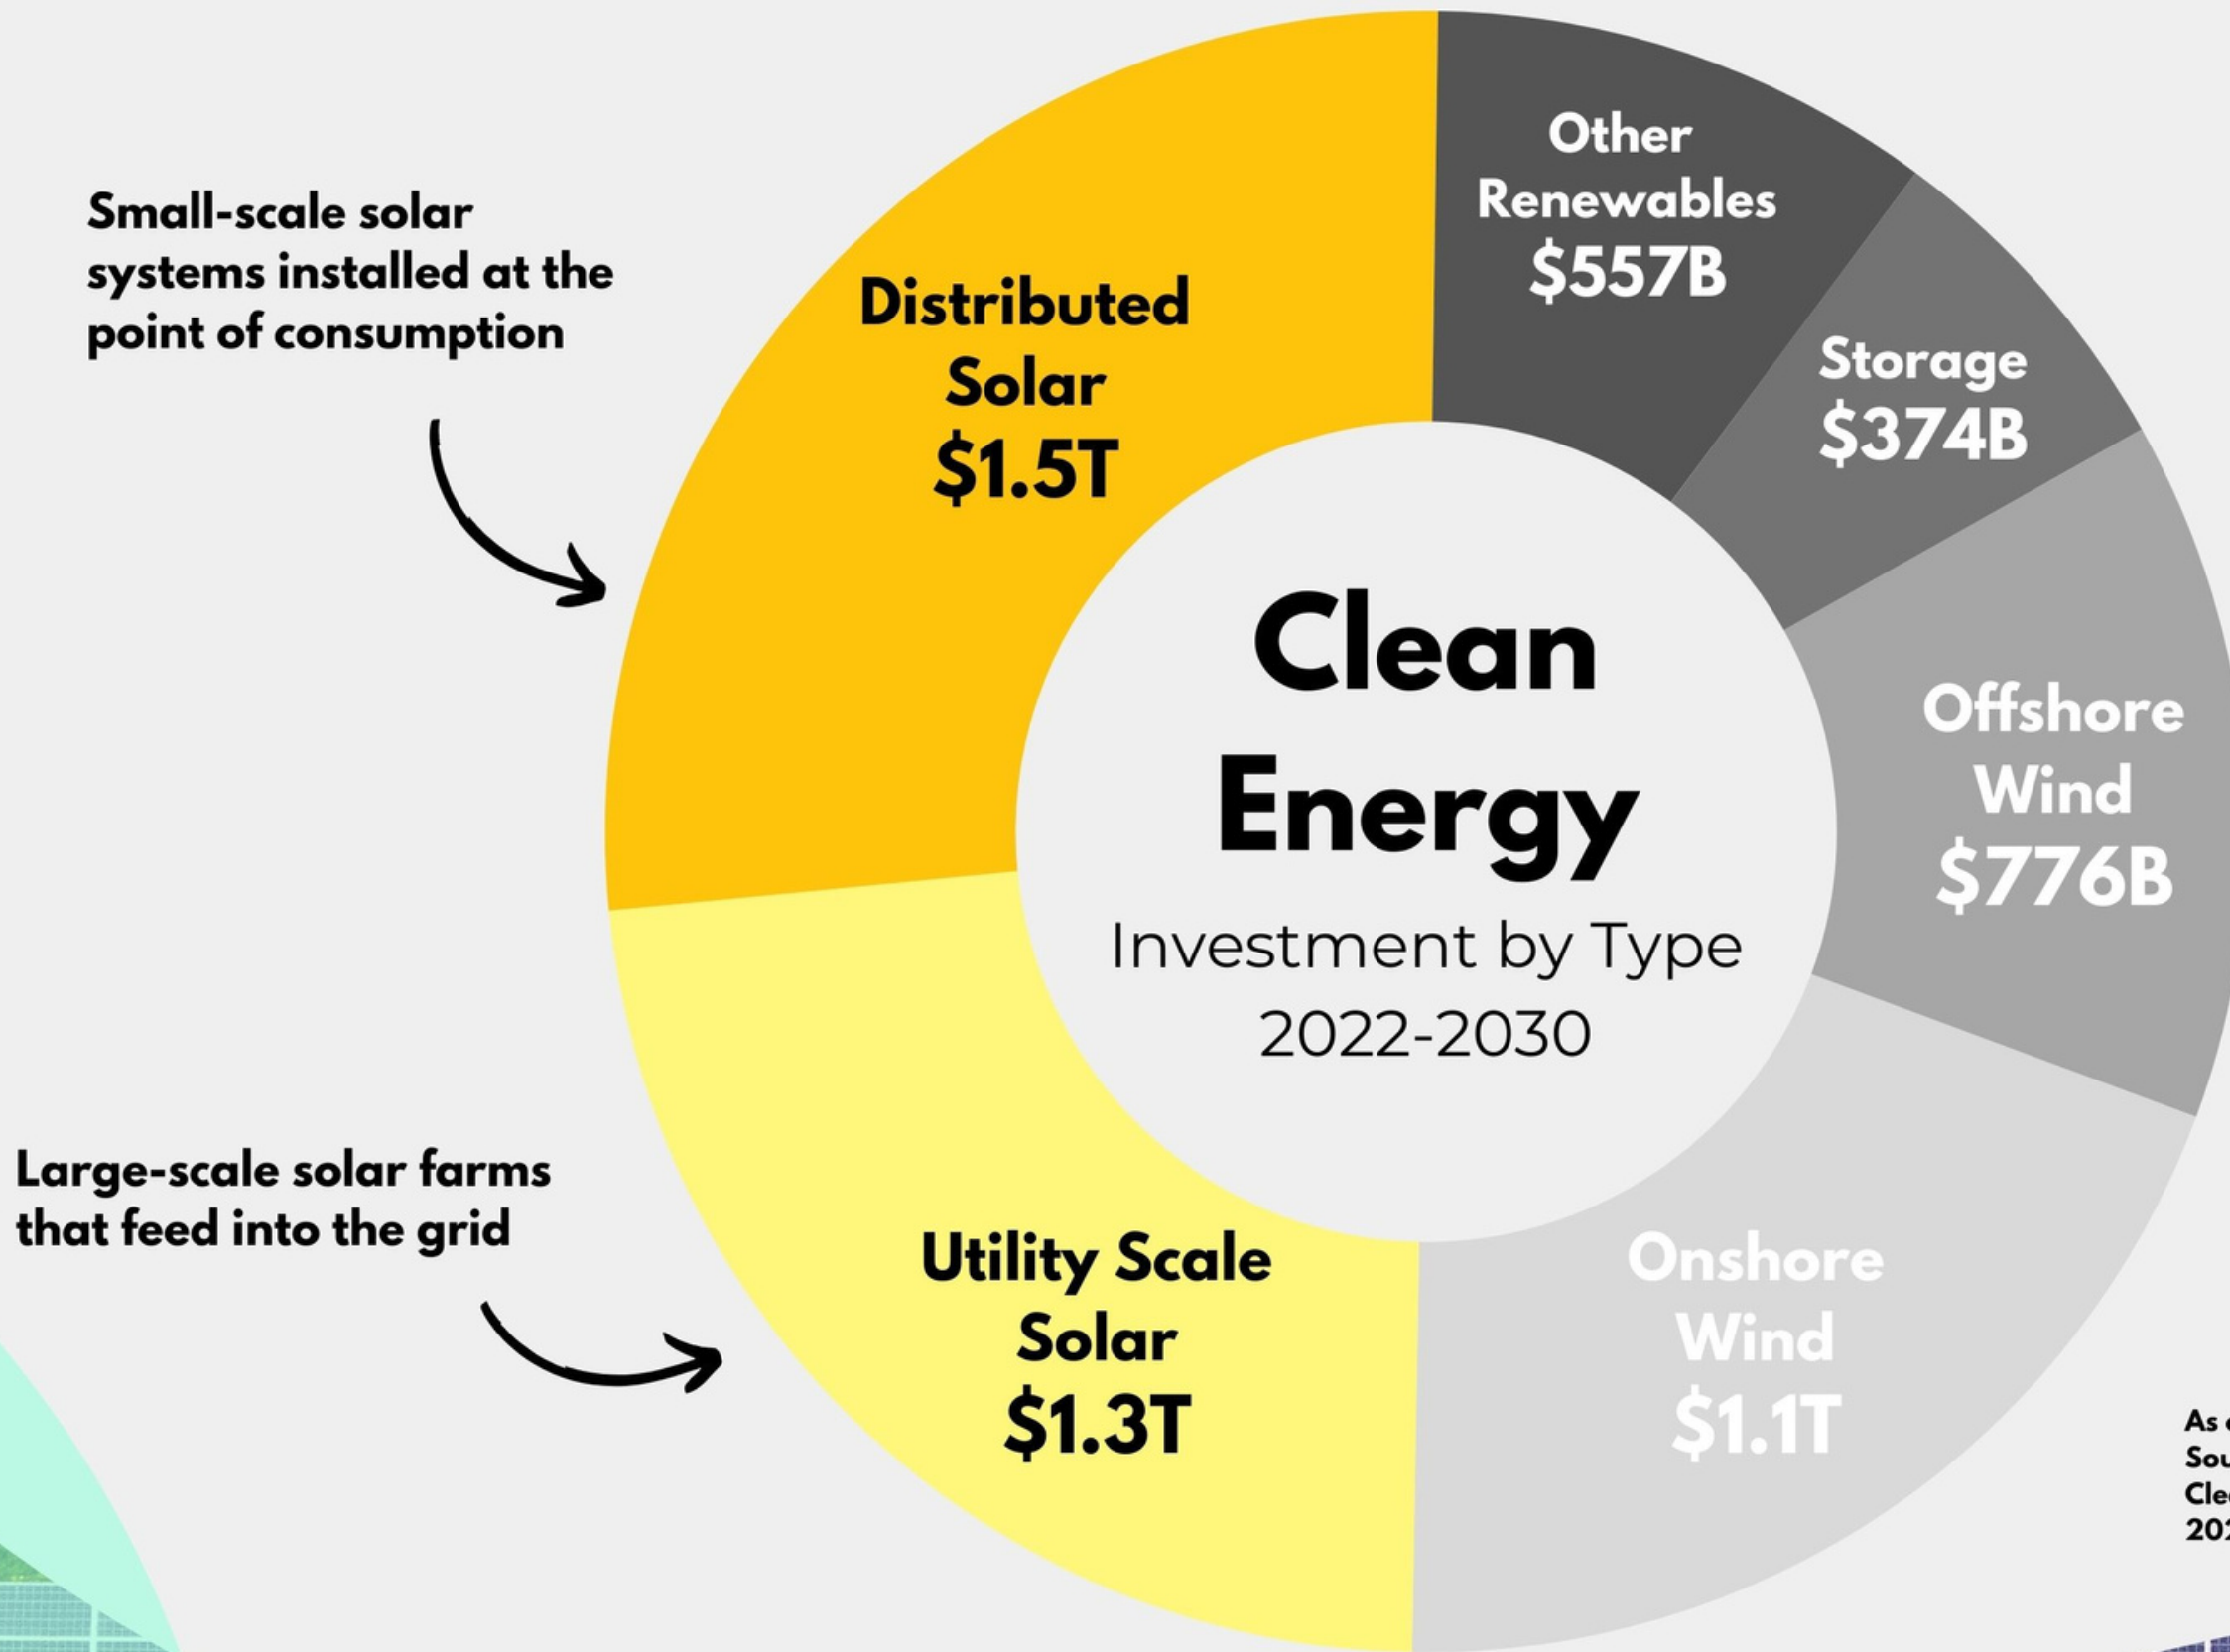 Small-scale solar
systems installed at the
point of consumption
Distributed
Solar
$1.5T
Other
Renewables
$557B
Storage
$374B
Offshore
Wind
$776B
Clean
Energy
Investment by Type
2022-2030
Large-scale solar farms
that feed into the grid
Utility Scale
Solar
$1.3T
Onshore
Wind
$1.1T
As